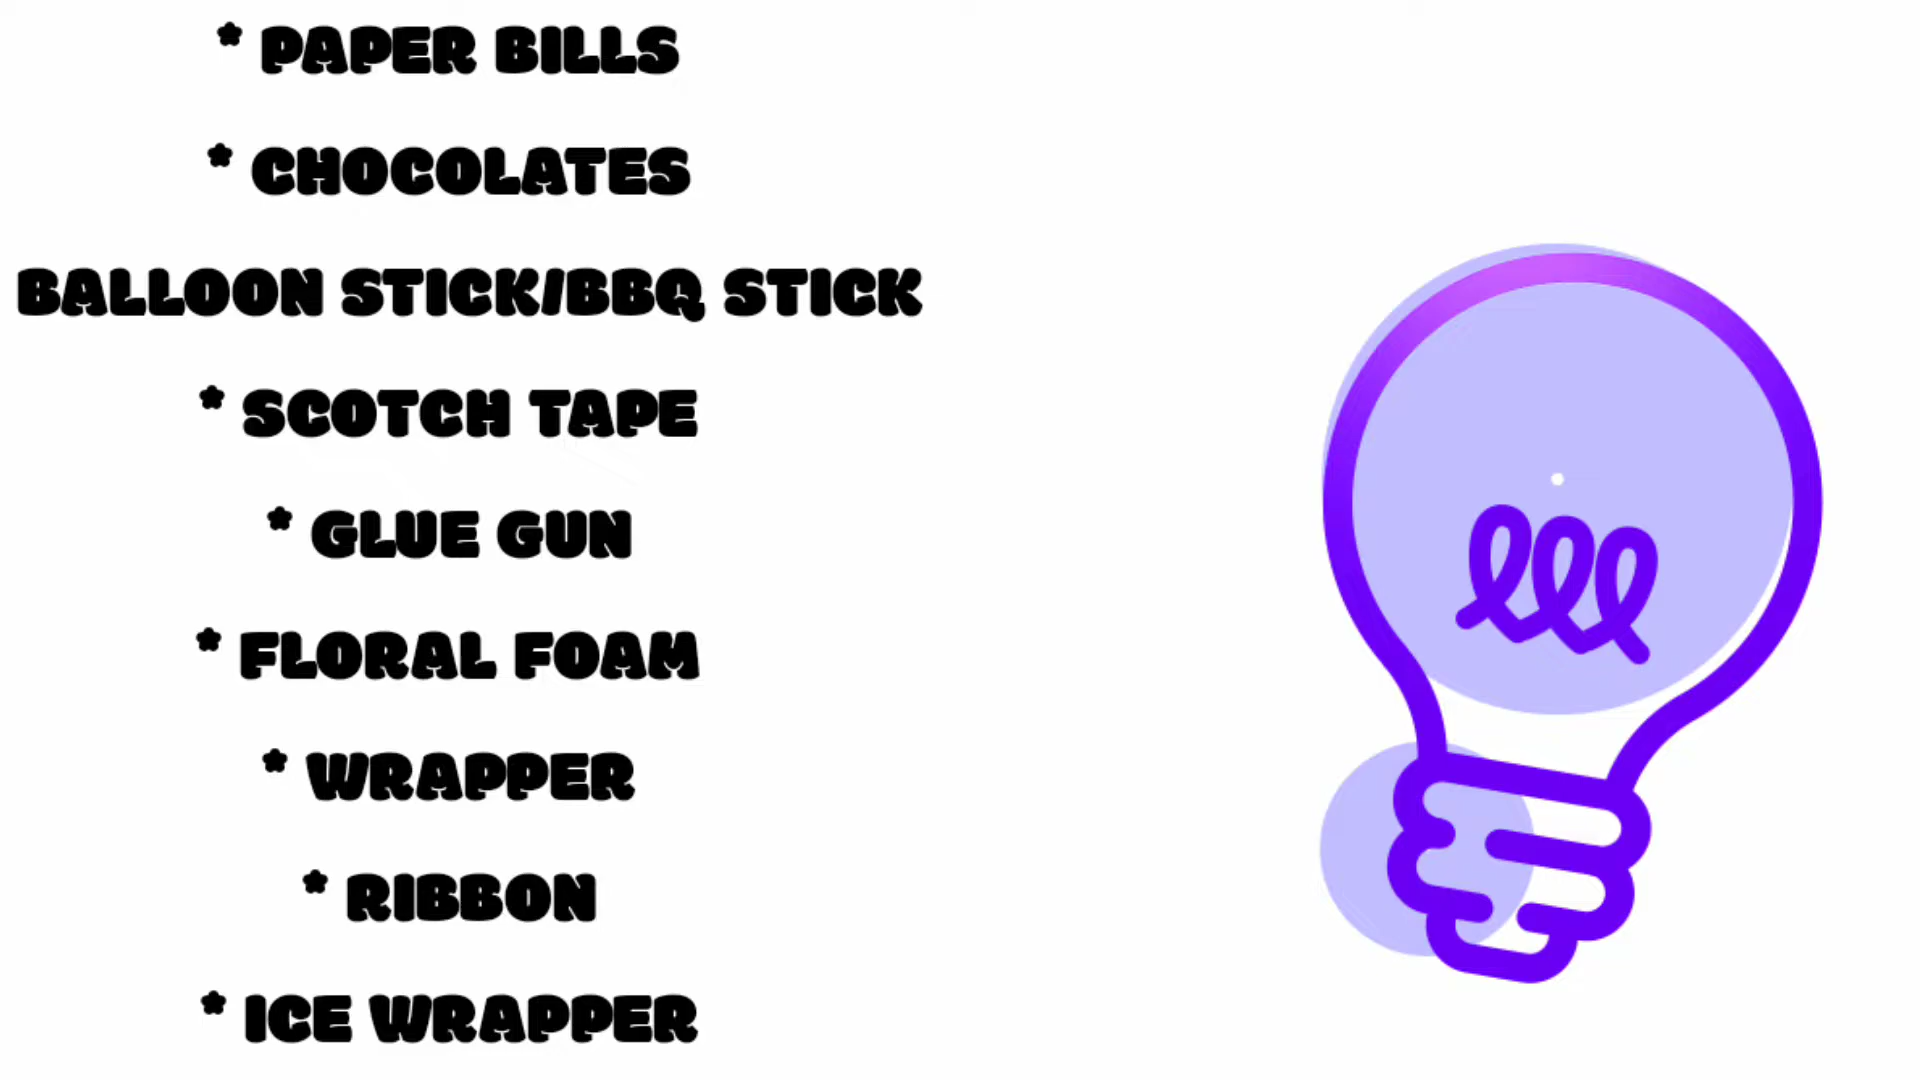 * PAPER BILLS
* CHOCOLATES
BALLOON STICK/BBQ STICK
* SCOTCH TAPE
* GLUE GUN
* FLORAL FOAM
* WRAPPER
* RIBBON
* ICE WRAPPER